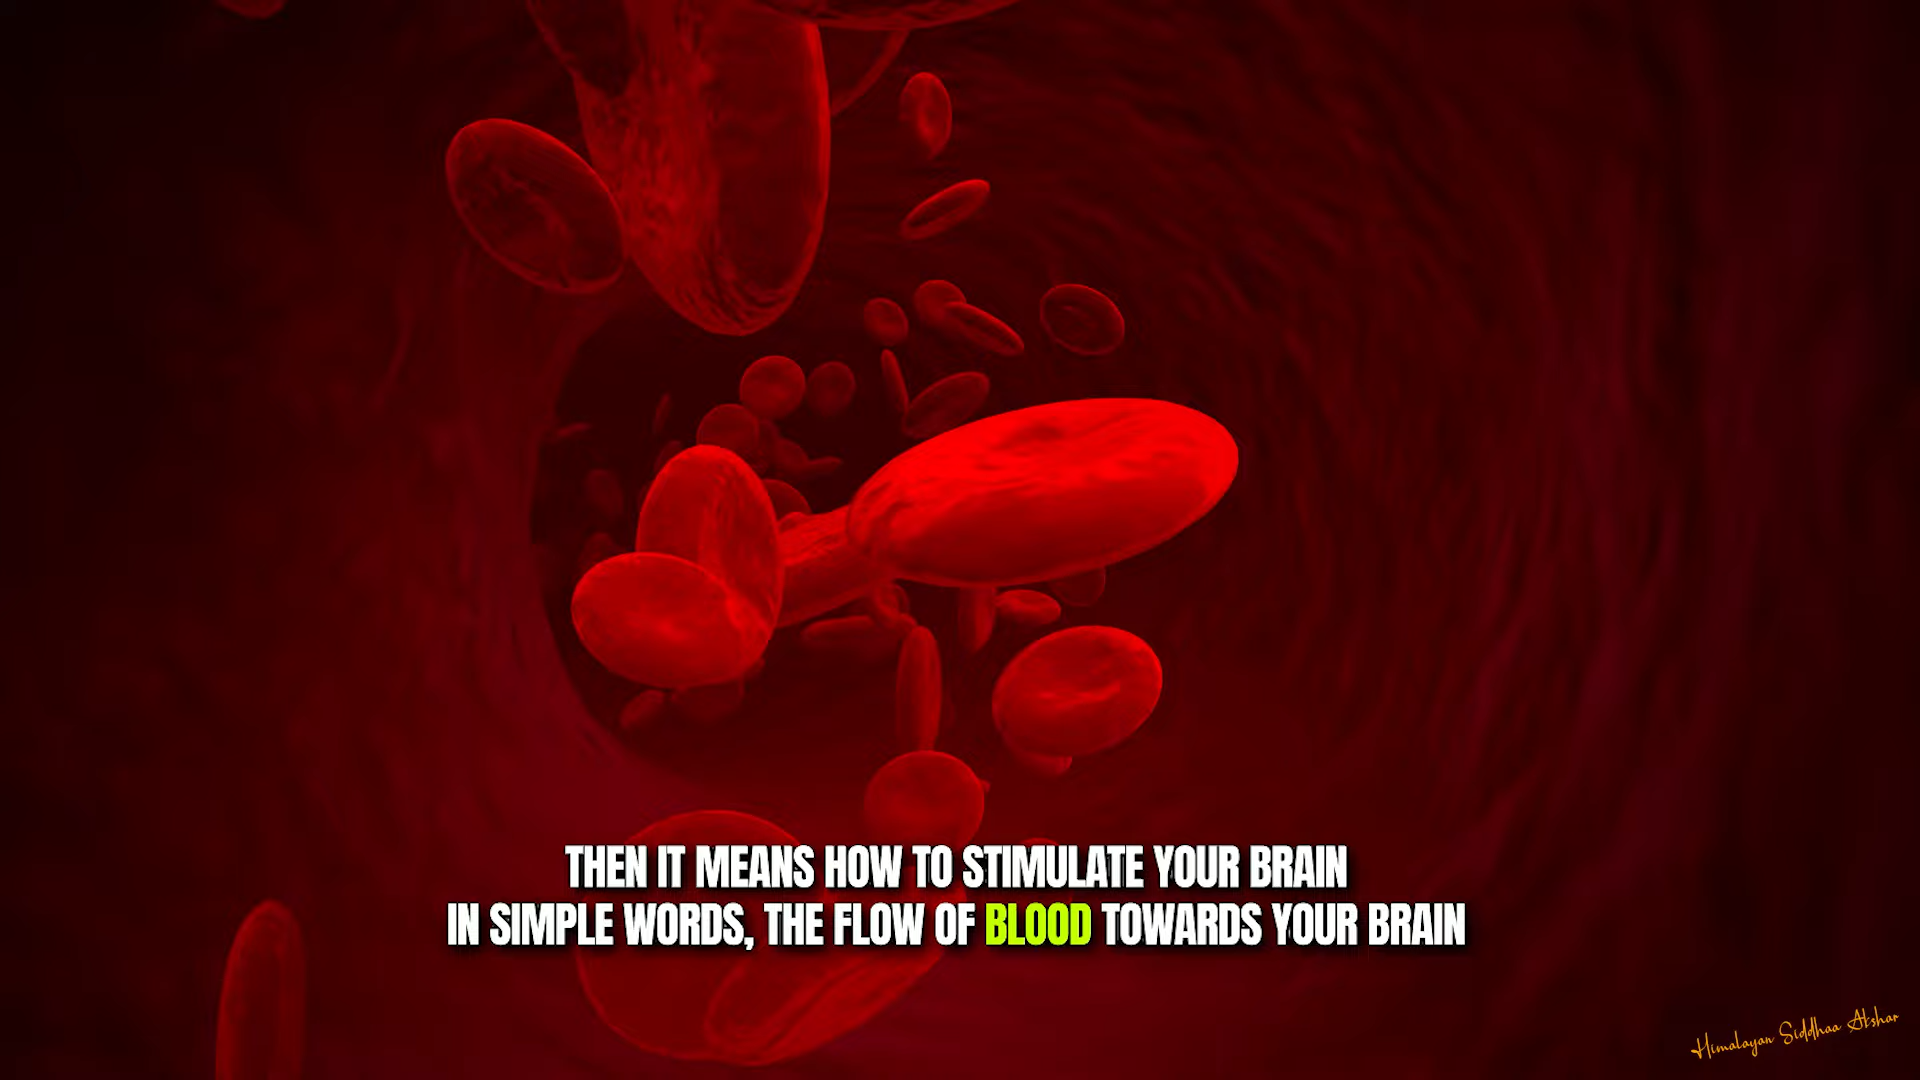 THEN IT MEANS HOW TO STIMULATE YOUR BRAIN
IN SIMPLE WORDS, THE FLOW OF BLOOD TOWARDS YOUR BRAIN
Himalayan Siddhaa Akshar